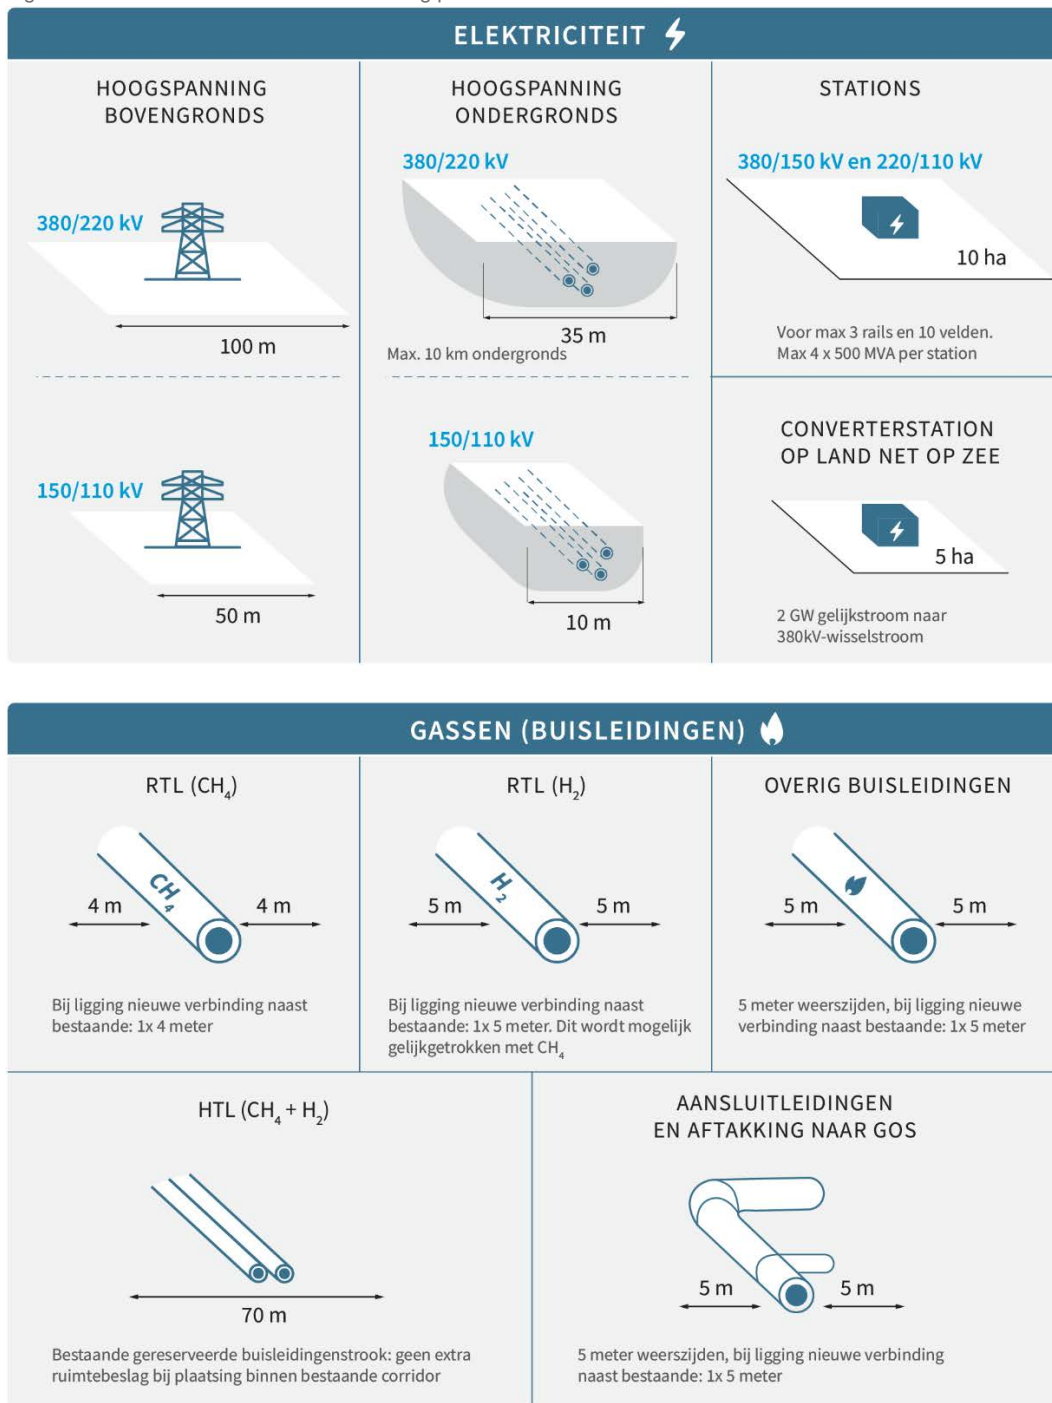 ELEKTRICITEIT
HOOGSPANNING
BOVENGRONDS
380/220 kV
100 m
150/110 kV
50 m
HOOGSPANNING
ONDERGRONDS
380/220 kV
35 m
Max. 10 km ondergronds
150/110 kV
10 m
STATIONS
380/150 kV en 220/110 kV
10 ha
Voor max 3 rails en 10 velden.
Max 4 x 500 MVA per station
CONVERTERSTATION
OP LAND NET OP ZEE
5 ha
2 GW gelijkstroom naar
380kV-wisselstroom
GASSEN (BUISLEIDINGEN)
RTL (CH₄)
CH₄
4 m 4 m
Bij ligging nieuwe verbinding naast
bestaande: 1x 4 meter
RTL (H₂)
H₂
5 m 5 m
Bij ligging nieuwe verbinding naast
bestaande: 1x 5 meter. Dit wordt mogelijk
gelijkgetrokken met CH₄
OVERIG BUISLEIDINGEN
5 m 5 m
5 meter weerszijden, bij ligging nieuwe
verbinding naast bestaande: 1x 5 meter
HTL (CH₄ + H₂)
70 m
Bestaande gereserveerde buisleidingenstrook: geen extra
ruimtebeslag bij plaatsing binnen bestaande corridor
AANSLUITLEIDINGEN
EN AFTAKKING NAAR GOS
5 m 5 m
5 meter weerszijden, bij ligging nieuwe verbinding
naast bestaande: 1x 5 meter